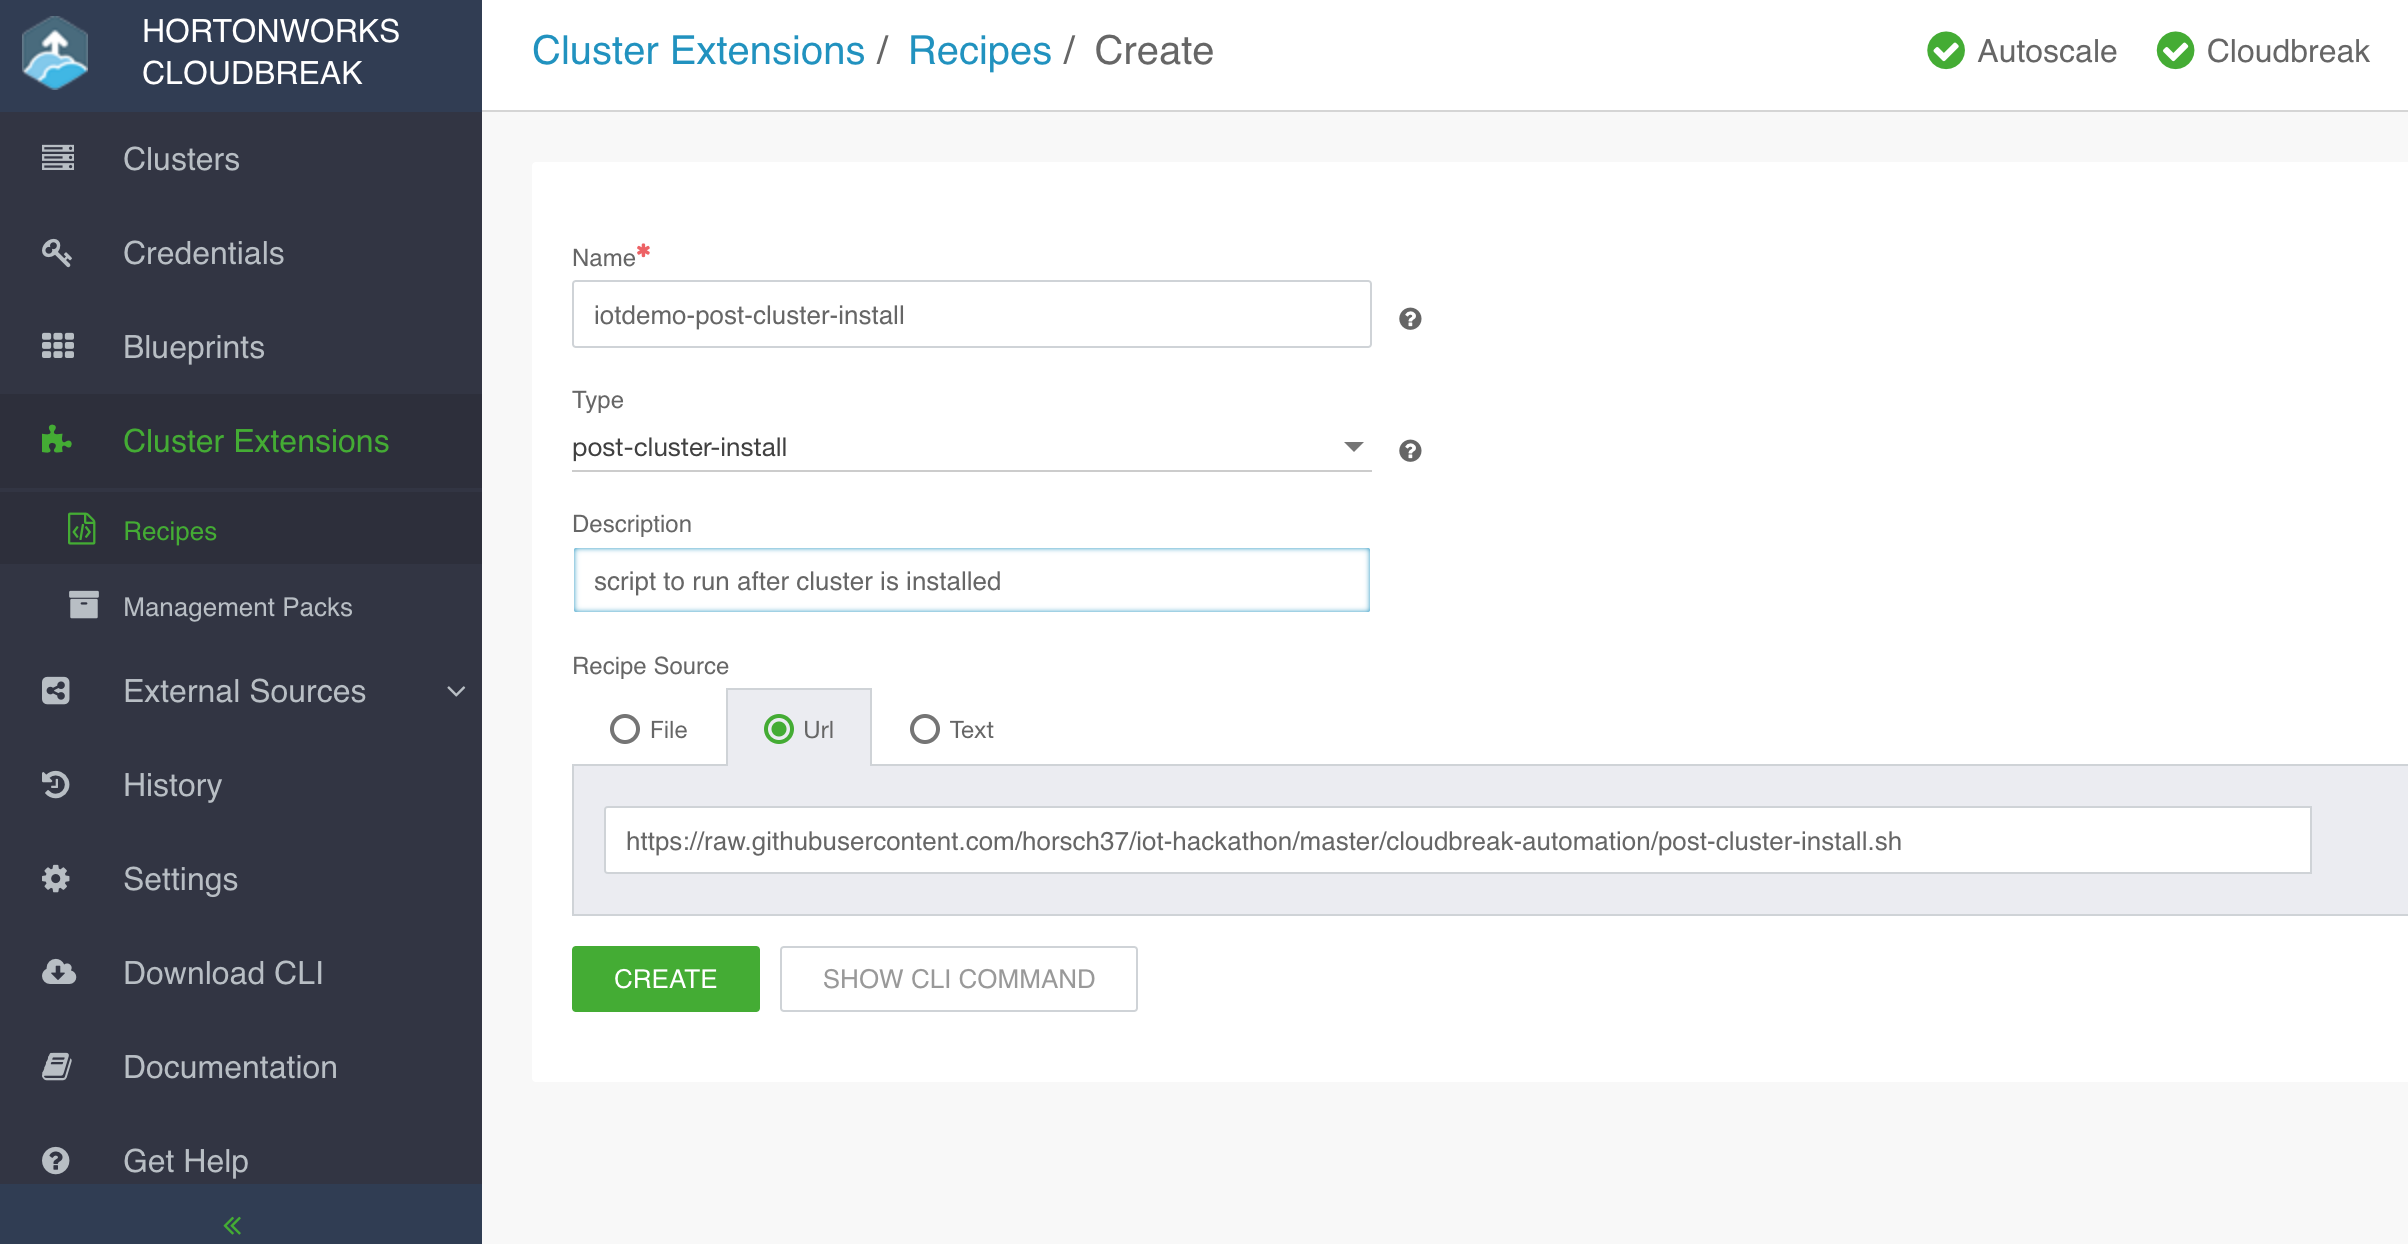 HORTONWORKS
CLOUDBREAK
Cluster Extensions / Recipes / Create
Autoscale
Cloudbreak
Clusters
Credentials
Blueprints
Cluster Extensions
Recipes
Management Packs
External Sources
History
Settings
Download CLI
Documentation
Get Help
Name*
iotdemo-post-cluster-install
Type
post-cluster-install
Description
script to run after cluster is installed
Recipe Source
File
Url
Text
https://raw.githubusercontent.com/horsch37/iot-hackathon/master/cloudbreak-automation/post-cluster-install.sh
CREATE
SHOW CLI COMMAND